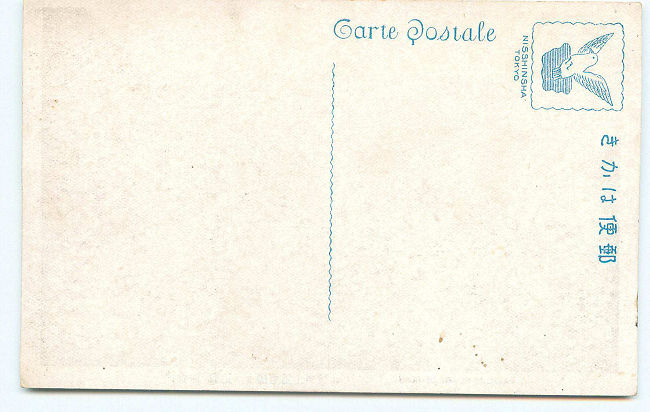 Carte Postale
NISSHINSHA
TOKYO
郵便はかき